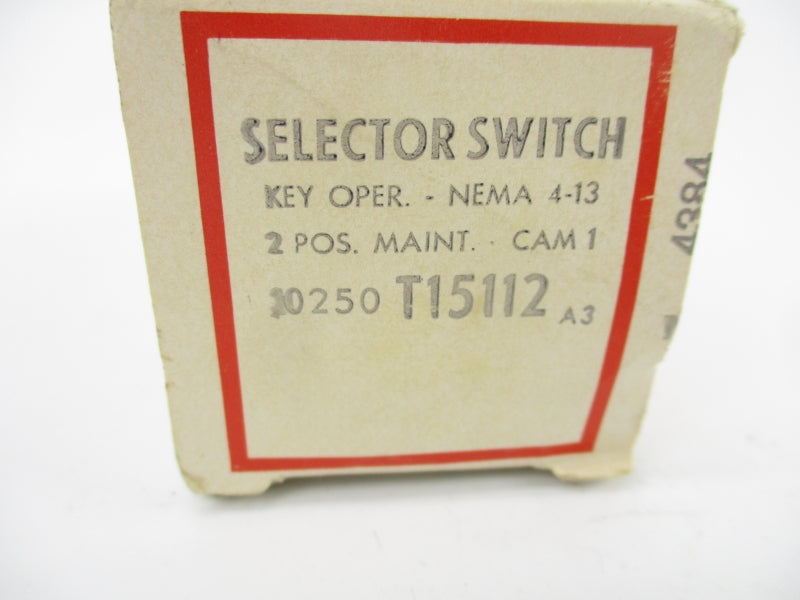 SELECTOR SWITCH
KEY OPER. - NEMA 4-13
2 POS. MAINT. - CAM 1
10250 T15112 A3
4384